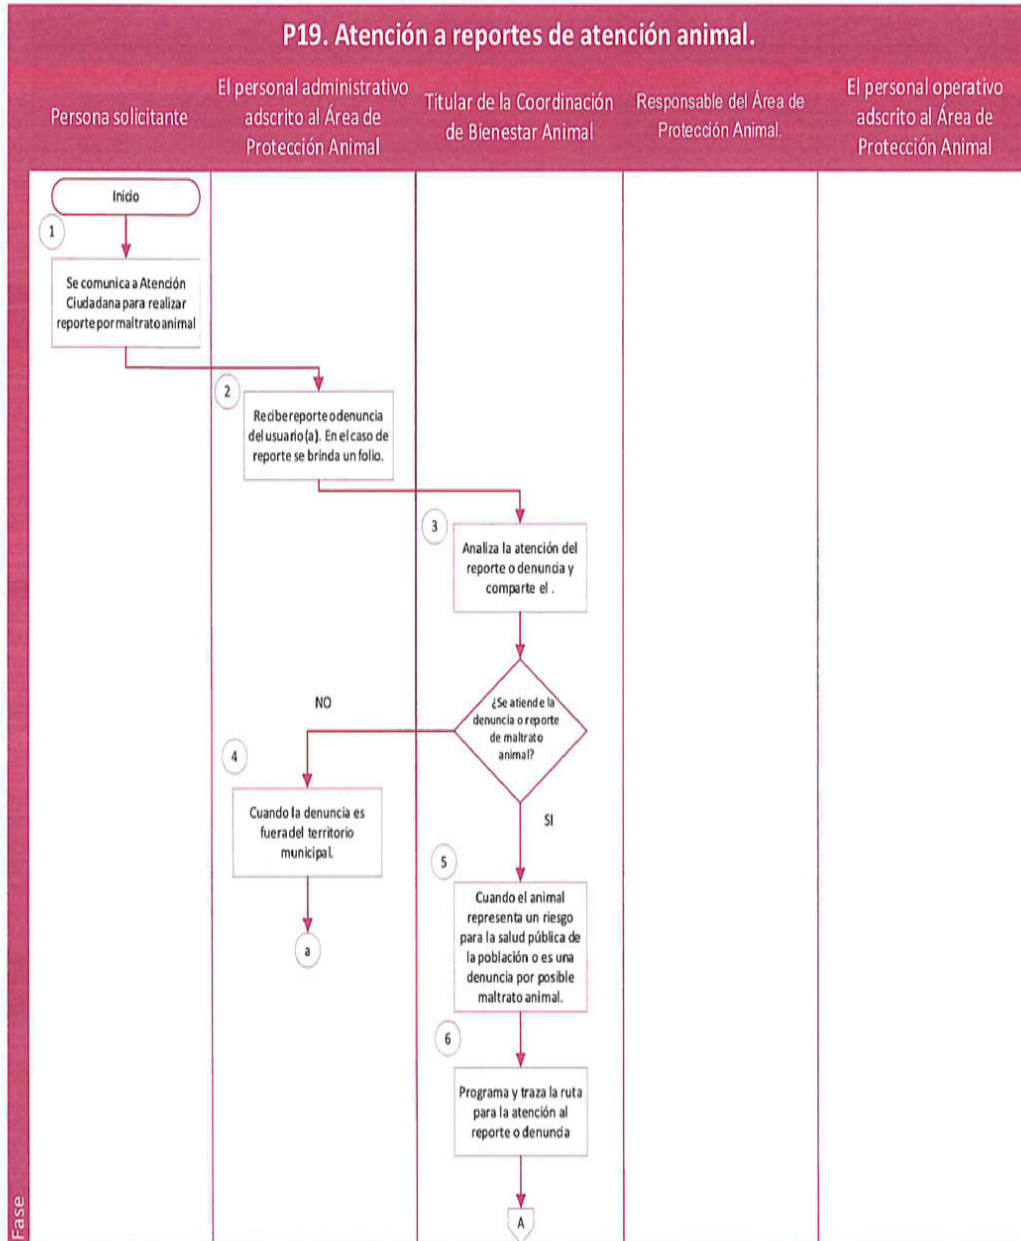 P19. Atención a reportes de atención animal.
Persona solicitante
El personal administrativo
adscrito al Área de
Protección Animal
Titular de la Coordinación
de Bienestar Animal
Responsable del Área de
Protección Animal.
El personal operativo
adscrito al Área de
Protección Animal
Inicio
1
Se comunica a Atención
Ciudadana para realizar
reporte por maltrato animal
2
Recibe reporte o denuncia
del usuario (a). En el caso de
reporte se brinda un folio.
3
Analiza la atención del
reporte o denuncia y
comparte el .
¿Se atiende la
denuncia o reporte
de maltrato
animal?
NO
4
Cuando la denuncia es
fuera del territorio
municipal.
a
SI
5
Cuando el animal
representa un riesgo
para la salud pública de
la población o es una
denuncia por posible
maltrato animal.
6
Programa y traza la ruta
para la atención al
reporte o denuncia
A
Fase